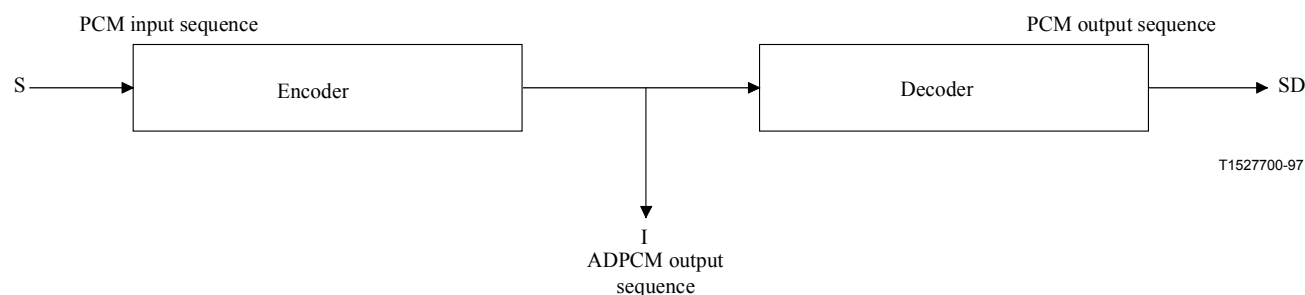 PCM input sequence
PCM output sequence
S
Encoder
Decoder
SD
T1527700-97
I
ADPCM output
sequence